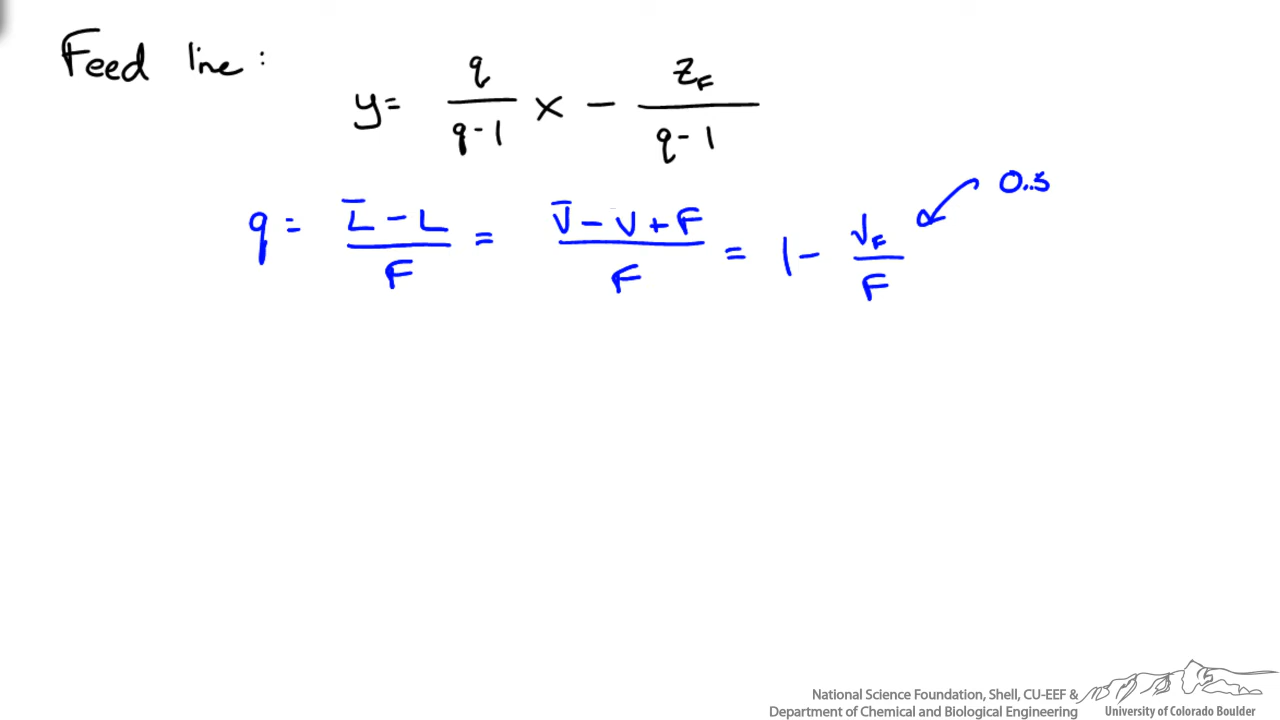 Feed line:
y = q/(q-1) x - z_F/(q-1)
0.5
q = (L̅ - L)/F = (V̅ - V + F)/F = 1 - V_F/F
National Science Foundation, Shell, CU-EEF &
Department of Chemical and Biological Engineering
University of Colorado Boulder